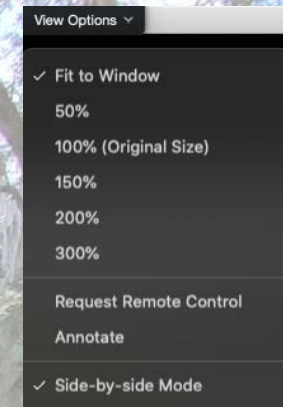 View Options
Fit to Window
50%
100% (Original Size)
150%
200%
300%
Request Remote Control
Annotate
Side-by-side Mode